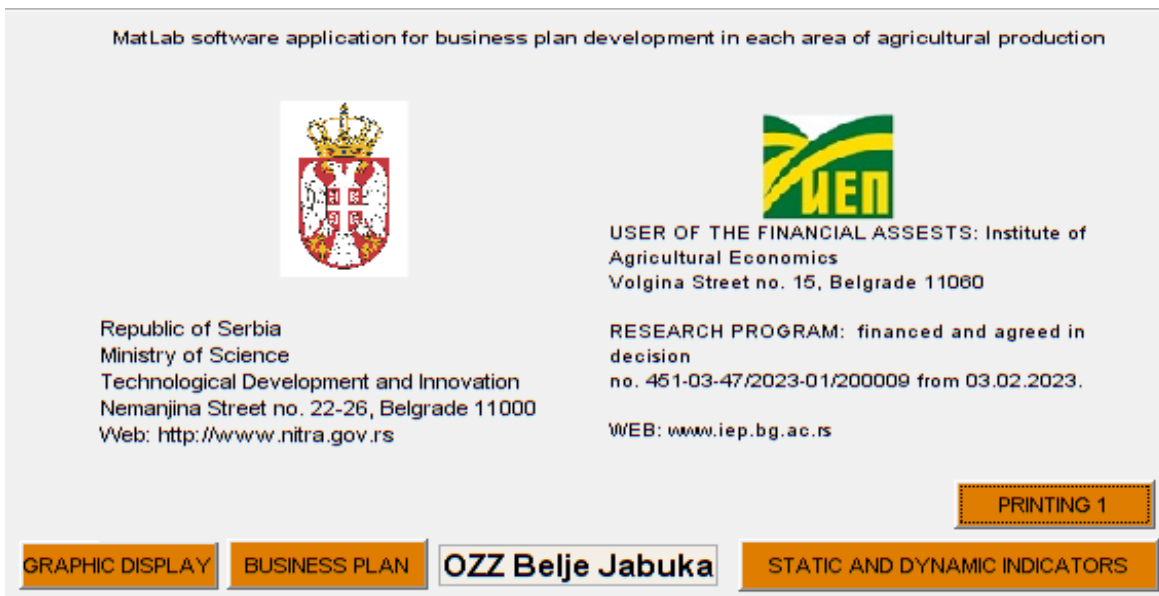 MatLab software application for business plan development in each area of agricultural production
ИЕП
USER OF THE FINANCIAL ASSESTS: Institute of
Agricultural Economics
Volgina Street no. 15, Belgrade 11060
Republic of Serbia
Ministry of Science
Technological Development and Innovation
Nemanjina Street no. 22-26, Belgrade 11000
Web: http://www.nitra.gov.rs
RESEARCH PROGRAM: financed and agreed in
decision
no. 451-03-47/2023-01/200009 from 03.02.2023.
WEB: www.iep.bg.ac.rs
PRINTING 1
GRAPHIC DISPLAY
BUSINESS PLAN
OZZ Belje Jabuka
STATIC AND DYNAMIC INDICATORS